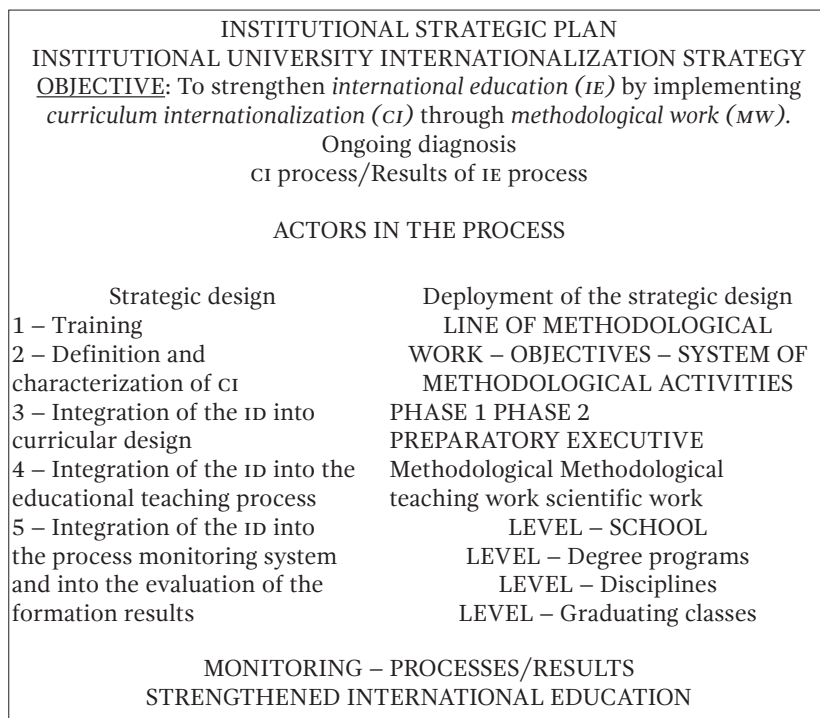 INSTITUTIONAL STRATEGIC PLAN
INSTITUTIONAL UNIVERSITY INTERNATIONALIZATION STRATEGY
OBJECTIVE: To strengthen international education (IE) by implementing
curriculum internationalization (CI) through methodological work (MW).
Ongoing diagnosis
CI process/Results of IE process
ACTORS IN THE PROCESS
Strategic design
1 – Training
2 – Definition and
characterization of CI
3 – Integration of the ID into
curricular design
4 – Integration of the ID into the
educational teaching process
5 – Integration of the ID into
the process monitoring system
and into the evaluation of the
formation results
Deployment of the strategic design
LINE OF METHODOLOGICAL
WORK – OBJECTIVES – SYSTEM OF
METHODOLOGICAL ACTIVITIES
PHASE 1 PHASE 2
PREPARATORY EXECUTIVE
Methodological Methodological
teaching work scientific work
LEVEL – SCHOOL
LEVEL – Degree programs
LEVEL – Disciplines
LEVEL – Graduating classes
MONITORING – PROCESSES/RESULTS
STRENGTHENED INTERNATIONAL EDUCATION